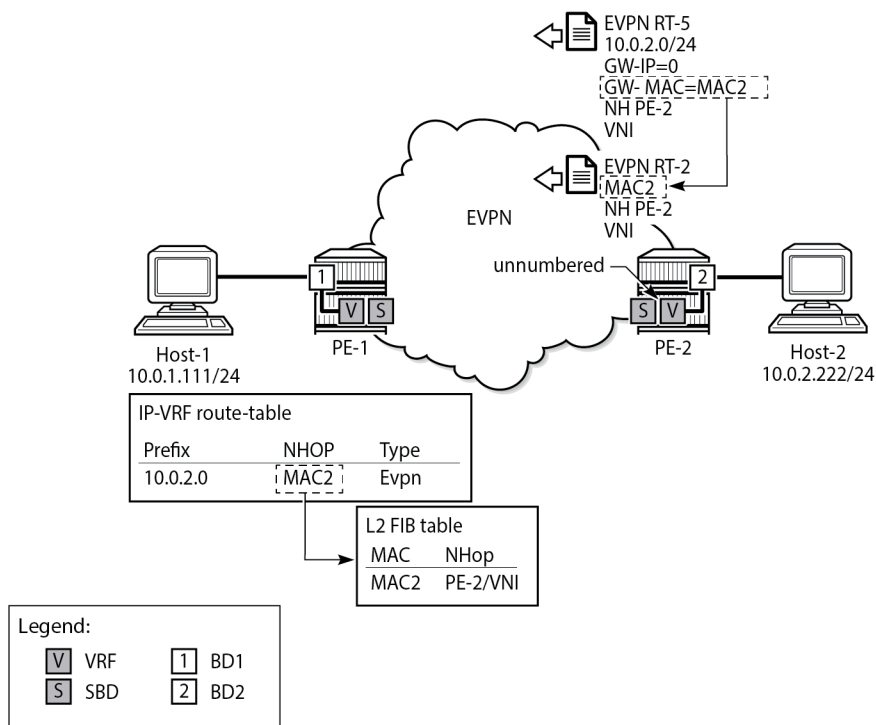 EVPN RT-5
10.0.2.0/24
GW-IP=0
GW- MAC=MAC2
NH PE-2
VNI
EVPN RT-2
MAC2
NH PE-2
VNI
EVPN
unnumbered
1
V S
PE-1
2
S V
PE-2
Host-1
10.0.1.111/24
Host-2
10.0.2.222/24
IP-VRF route-table
Prefix NHOP Type
10.0.2.0 MAC2 Evpn
L2 FIB table
MAC NHop
MAC2 PE-2/VNI
Legend:
V VRF 1 BD1
S SBD 2 BD2